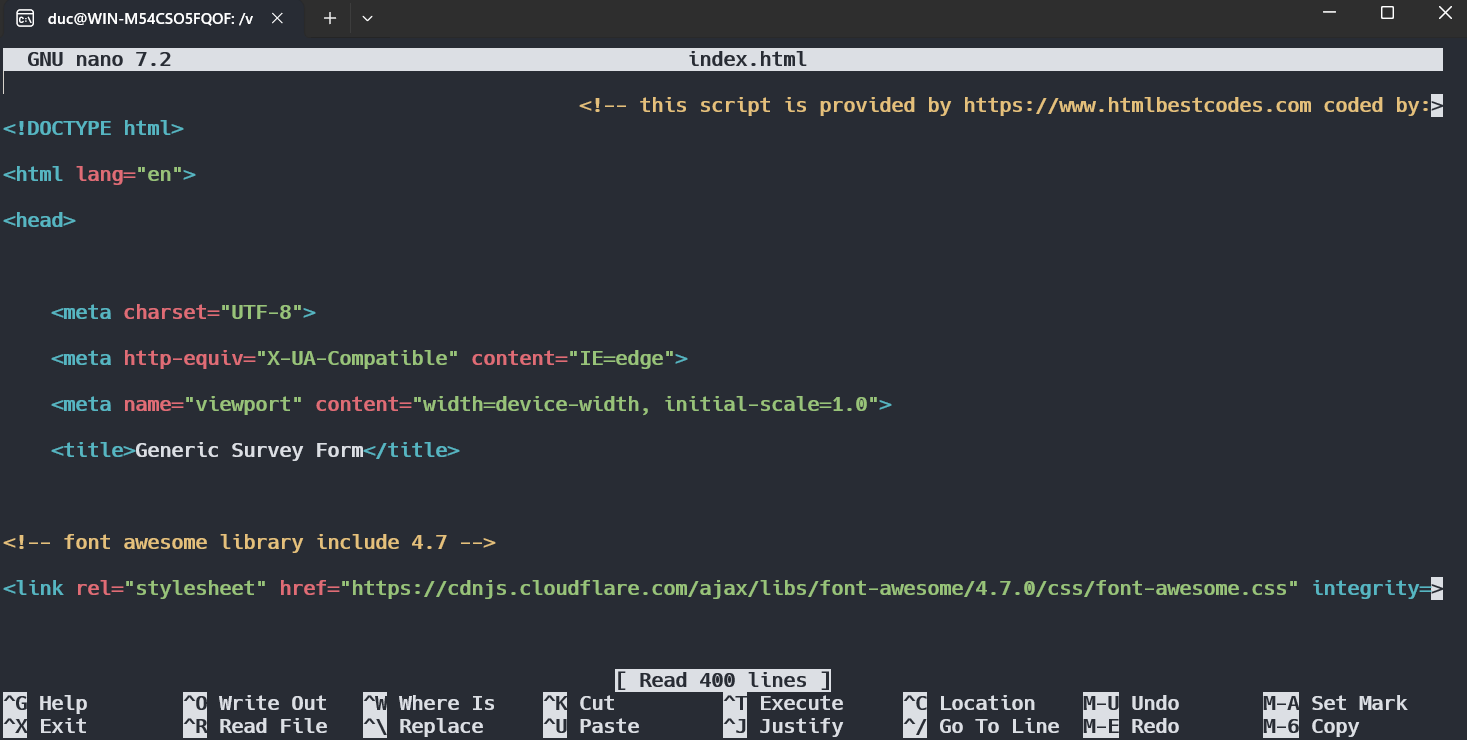 duc@WIN-M54CSO5FQOF: /v
GNU nano 7.2 index.html
<!-- this script is provided by https://www.htmlbestcodes.com coded by:>
<!DOCTYPE html>
<html lang="en">
<head>
<meta charset="UTF-8">
<meta http-equiv="X-UA-Compatible" content="IE=edge">
<meta name="viewport" content="width=device-width, initial-scale=1.0">
<title>Generic Survey Form</title>
<!-- font awesome library include 4.7 -->
<link rel="stylesheet" href="https://cdnjs.cloudflare.com/ajax/libs/font-awesome/4.7.0/css/font-awesome.css" integrity=>
[ Read 400 lines ]
^G Help ^O Write Out ^W Where Is ^K Cut ^T Execute ^C Location M-U Undo M-A Set Mark
^X Exit ^R Read File ^\ Replace ^U Paste ^J Justify ^/ Go To Line M-E Redo M-6 Copy